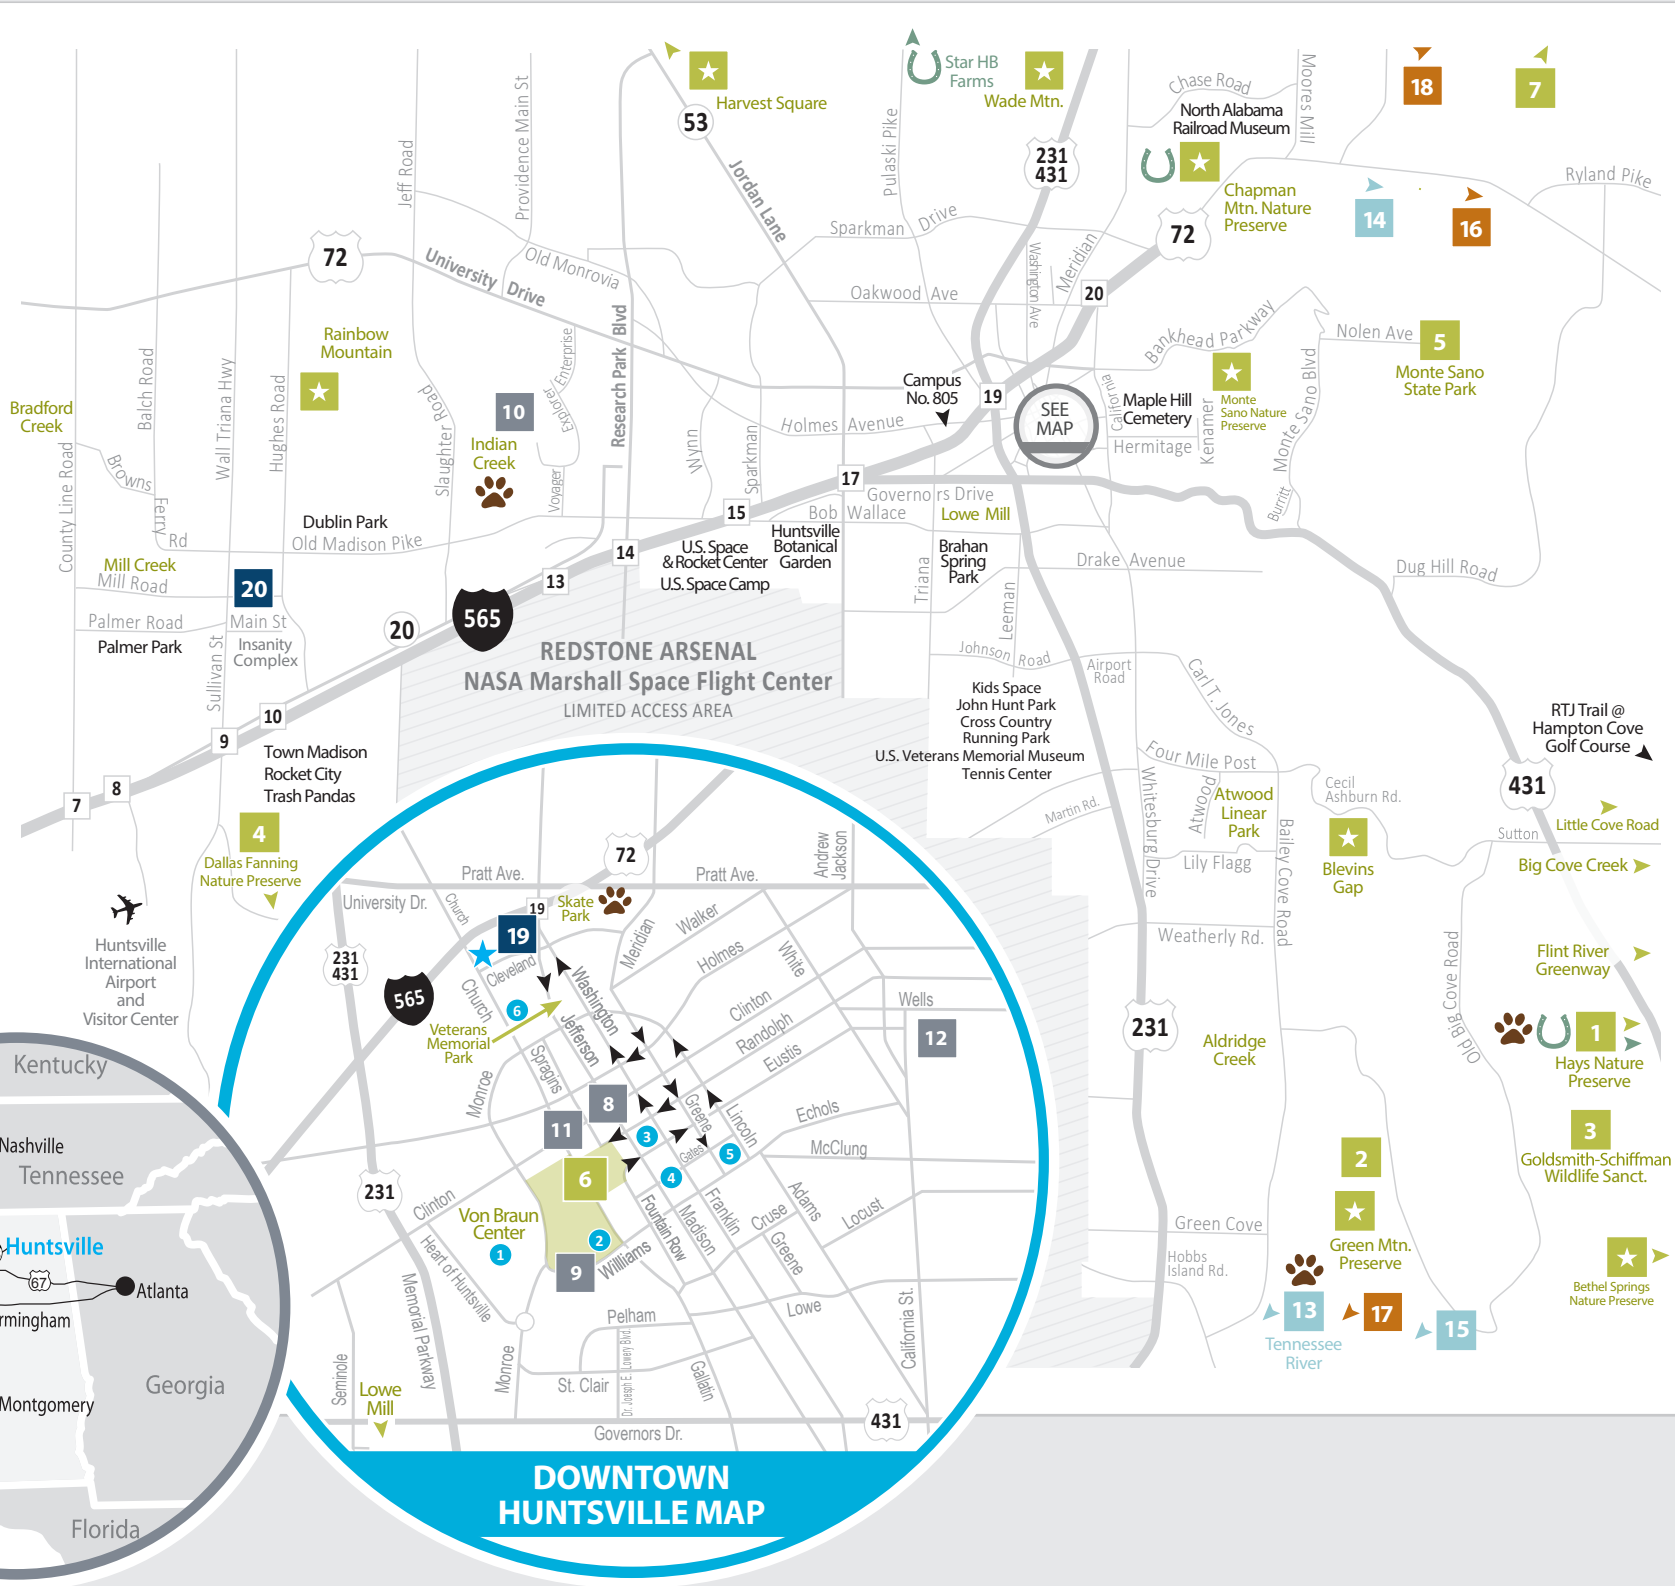 Harvest Square
53
Jordan Lane
Star HB
Farms
Wade Mtn.
Pulaski Pike
231
431
Chase Road
North Alabama
Railroad Museum
Moores Mill
18
7
Ryland Pike
Chapman
Mtn. Nature
Preserve
14
16
Jeff Road
Providence Main St
72
University Drive
Old Monrovia
Sparkman Drive
Washington Ave
Meridian
72
20
Oakwood Ave
Research Park Blvd
Rainbow
Mountain
Bradford
Creek
Balch Road
Wall Triana Hwy
Hughes Road
Slaughter Road
10
Explorer
Enterprise
Indian
Creek
Voyager
Wynn
Sparkman
Campus
No. 805
19
SEE
MAP
Holmes Avenue
California
Maple Hill
Cemetery
Hermitage
Kenamer
Bankhead Parkway
Monte
Sano Nature
Preserve
Monte Sano Blvd
Burritt
Nolen Ave
5
Monte Sano
State Park
County Line Road
Browns
Ferry
Rd
Dublin Park
Old Madison Pike
17
15
14
13
Governors Drive
Bob Wallace
Lowe Mill
U.S. Space
& Rocket Center
U.S. Space Camp
Huntsville
Botanical
Garden
Brahan
Spring
Park
Triana
Leeman
Drake Avenue
Dug Hill Road
Mill Creek
Mill Road
20
Palmer Road
Palmer Park
Main St
Insanity
Complex
Sullivan St
20
565
REDSTONE ARSENAL
NASA Marshall Space Flight Center
LIMITED ACCESS AREA
Johnson Road
Airport
Road
Carl T. Jones
Kids Space
John Hunt Park
Cross Country
Running Park
U.S. Veterans Memorial Museum
Tennis Center
10
9
8
7
Town Madison
Rocket City
Trash Pandas
4
Dallas Fanning
Nature Preserve
Huntsville
International
Airport
and
Visitor Center
Martin Rd.
Four Mile Post
Whitesburg Drive
Atwood
Atwood
Linear
Park
Lily Flagg
Bailey Cove Road
Cecil
Ashburn Rd.
Blevins
Gap
RTJ Trail @
Hampton Cove
Golf Course
431
Little Cove Road
Sutton
Big Cove Creek
Weatherly Rd.
Old Big Cove Road
Flint River
Greenway
231
Aldridge
Creek
1
Hays Nature
Preserve
3
Goldsmith-Schiffman
Wildlife Sanct.
2
Green Mtn.
Preserve
Green Cove
Hobbs
Island Rd.
13
Tennessee
River
17
15
Bethel Springs
Nature Preserve
Kentucky
Nashville
Tennessee
Huntsville
67
Atlanta
rmingham
Georgia
Montgomery
Florida
72
Pratt Ave.
Pratt Ave.
Andrew
Jackson
University Dr.
Church
19
Skate
Park
19
231
431
565
Cleveland
Church
6
Veterans
Memorial
Park
Washington
Jefferson
Meridian
Walker
Holmes
White
Clinton
Randolph
Eustis
Wells
12
Spragins
Monroe
8
11
Greene
Lincoln
Echols
McClung
3
Gates
5
4
6
231
Clinton
Von Braun
Center
1
2
9
Williams
Fountain Row
Madison
Franklin
Cruse
Adams
Greene
Locust
Heart of Huntsville
Memorial Parkway
Pelham
Lowe
California St.
Seminole
Monroe
St. Clair
Dr. Joseph E. Lowery Blvd.
Gallatin
Lowe
Mill
431
Governors Dr.
DOWNTOWN
HUNTSVILLE MAP